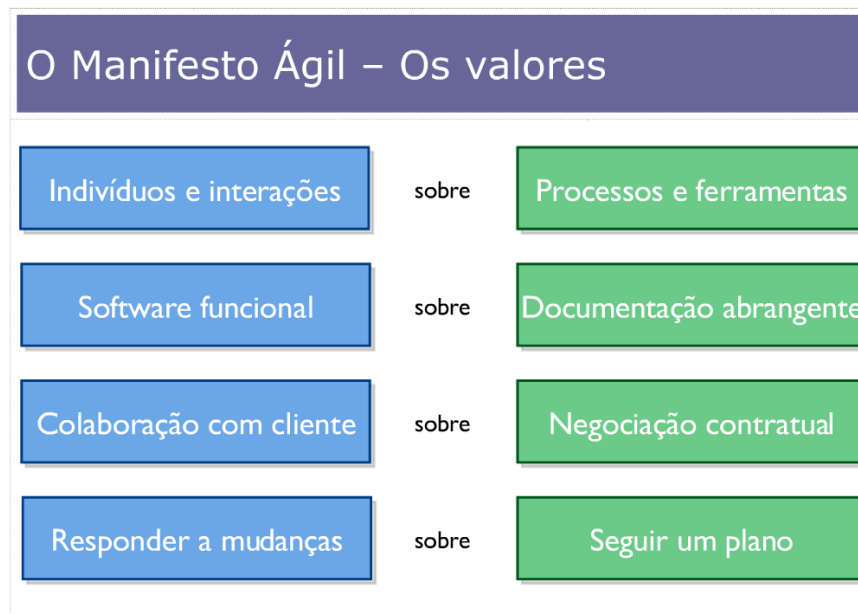 O Manifesto Ágil – Os valores
Indivíduos e interações sobre Processos e ferramentas
Software funcional sobre Documentação abrangente
Colaboração com cliente sobre Negociação contratual
Responder a mudanças sobre Seguir um plano